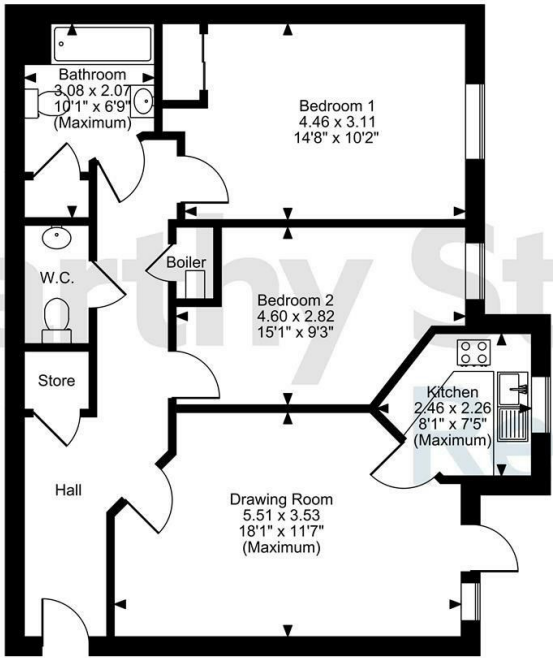 Bathroom
3.08 x 2.07
10'1" x 6'9"
(Maximum)
Bedroom 1
4.46 x 3.11
14'8" x 10'2"
W.C.
Boiler
Bedroom 2
4.60 x 2.82
15'1" x 9'3"
Store
Kitchen
2.46 x 2.26
8'1" x 7'5"
(Maximum)
Hall
Drawing Room
5.51 x 3.53
18'1" x 11'7"
(Maximum)